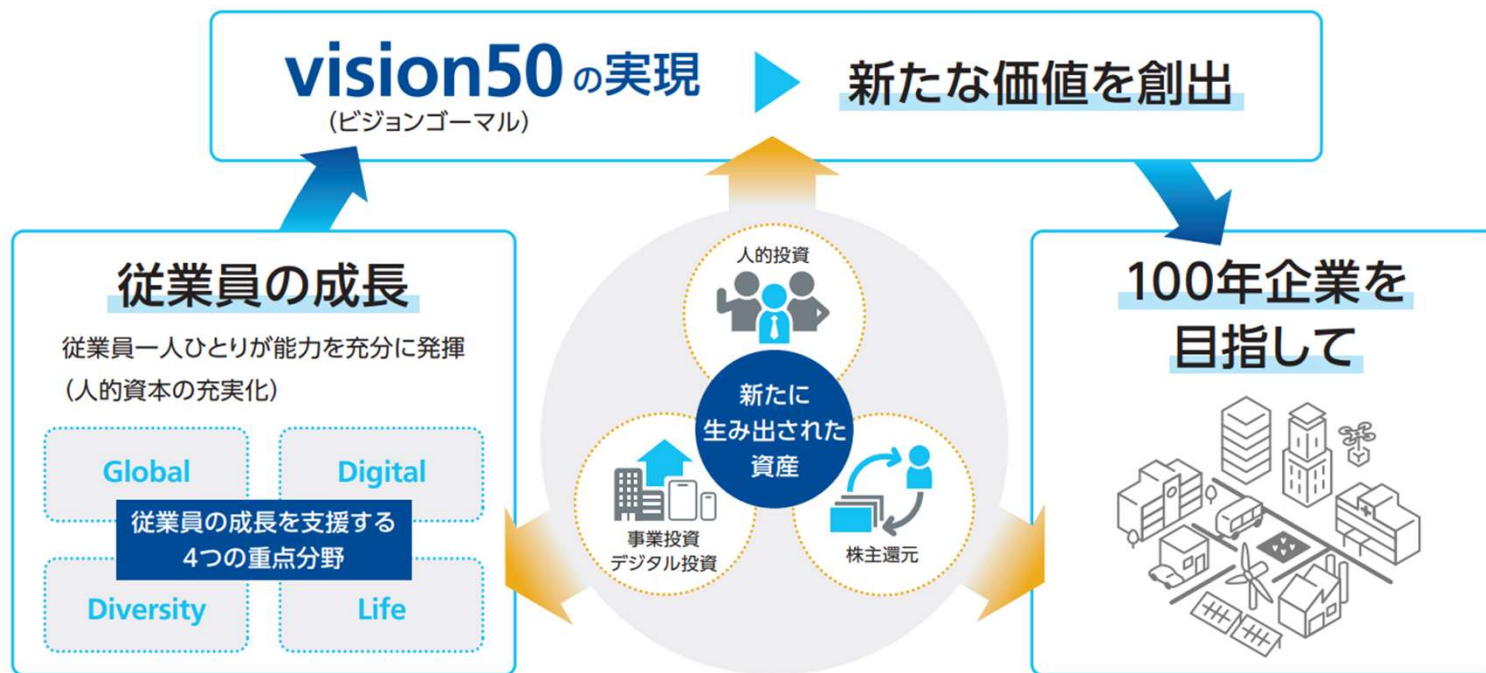 vision50の実現
(ビジョンゴーマル)
新たな価値を創出
従業員の成長
従業員一人ひとりが能力を充分に発揮
(人的資本の充実化)
Global
Digital
従業員の成長を支援する
4つの重点分野
Diversity
Life
人的投資
新たに
生み出された
資産
事業投資
デジタル投資
株主還元
100年企業を
目指して